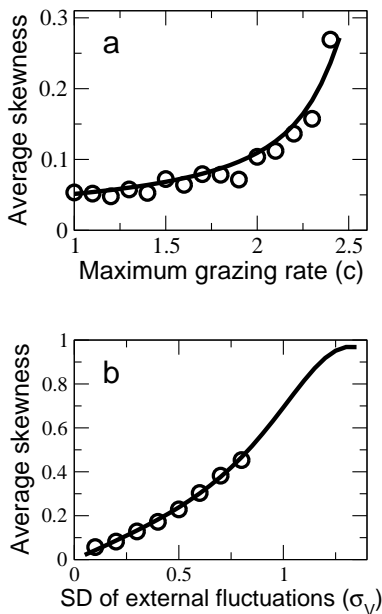 0.3
0.2
0.1
0
Average skewness
a
1 1.5 2 2.5
Maximum grazing rate (c)
1
0.8
0.6
0.4
0.2
0
Average skewness
b
0 0.5 1
SD of external fluctuations (σᵥ)